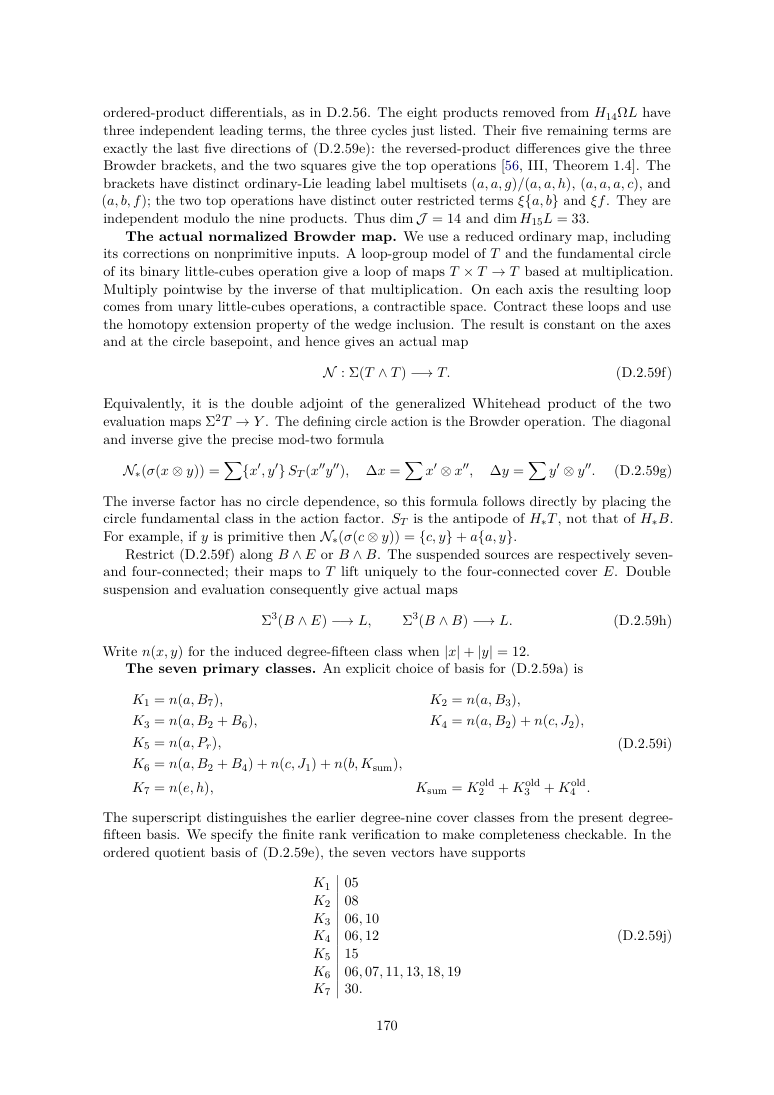 ordered-product differentials, as in D.2.56. The eight products removed from H₁₄ΩL have
three independent leading terms, the three cycles just listed. Their five remaining terms are
exactly the last five directions of (D.2.59e): the reversed-product differences give the three
Browder brackets, and the two squares give the top operations [56, III, Theorem 1.4]. The
brackets have distinct ordinary-Lie leading label multisets (a, a, g)/(a, a, h), (a, a, a, c), and
(a, b, f); the two top operations have distinct outer restricted terms ξ{a, b} and ξf. They are
independent modulo the nine products. Thus dim 𝒥 = 14 and dim H₁₅L = 33.
The actual normalized Browder map. We use a reduced ordinary map, including
its corrections on nonprimitive inputs. A loop-group model of T and the fundamental circle
of its binary little-cubes operation give a loop of maps T × T → T based at multiplication.
Multiply pointwise by the inverse of that multiplication. On each axis the resulting loop
comes from unary little-cubes operations, a contractible space. Contract these loops and use
the homotopy extension property of the wedge inclusion. The result is constant on the axes
and at the circle basepoint, and hence gives an actual map
𝒩 : Σ(T ∧ T) ⟶ T. (D.2.59f)
Equivalently, it is the double adjoint of the generalized Whitehead product of the two
evaluation maps Σ²T → Y. The defining circle action is the Browder operation. The diagonal
and inverse give the precise mod-two formula
𝒩∗(σ(x ⊗ y)) = ∑{x′, y′} S_T(x″y″), Δx = ∑ x′ ⊗ x″, Δy = ∑ y′ ⊗ y″. (D.2.59g)
The inverse factor has no circle dependence, so this formula follows directly by placing the
circle fundamental class in the action factor. S_T is the antipode of H∗T, not that of H∗B.
For example, if y is primitive then 𝒩∗(σ(c ⊗ y)) = {c, y} + a{a, y}.
Restrict (D.2.59f) along B ∧ E or B ∧ B. The suspended sources are respectively seven-
and four-connected; their maps to T lift uniquely to the four-connected cover E. Double
suspension and evaluation consequently give actual maps
Σ³(B ∧ E) ⟶ L, Σ³(B ∧ B) ⟶ L. (D.2.59h)
Write n(x, y) for the induced degree-fifteen class when |x| + |y| = 12.
The seven primary classes. An explicit choice of basis for (D.2.59a) is
K₁ = n(a, B₇), K₂ = n(a, B₃),
K₃ = n(a, B₂ + B₆), K₄ = n(a, B₂) + n(c, J₂),
K₅ = n(a, P_r), (D.2.59i)
K₆ = n(a, B₂ + B₄) + n(c, J₁) + n(b, K_sum),
K₇ = n(e, h), K_sum = K₂^old + K₃^old + K₄^old.
The superscript distinguishes the earlier degree-nine cover classes from the present degree-
fifteen basis. We specify the finite rank verification to make completeness checkable. In the
ordered quotient basis of (D.2.59e), the seven vectors have supports
K₁ | 05
K₂ | 08
K₃ | 06, 10
K₄ | 06, 12 (D.2.59j)
K₅ | 15
K₆ | 06, 07, 11, 13, 18, 19
K₇ | 30.
170